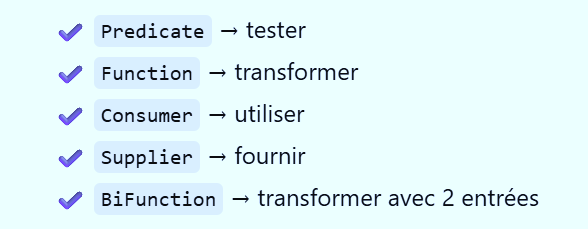 ✔ Predicate → tester
✔ Function → transformer
✔ Consumer → utiliser
✔ Supplier → fournir
✔ BiFunction → transformer avec 2 entrées